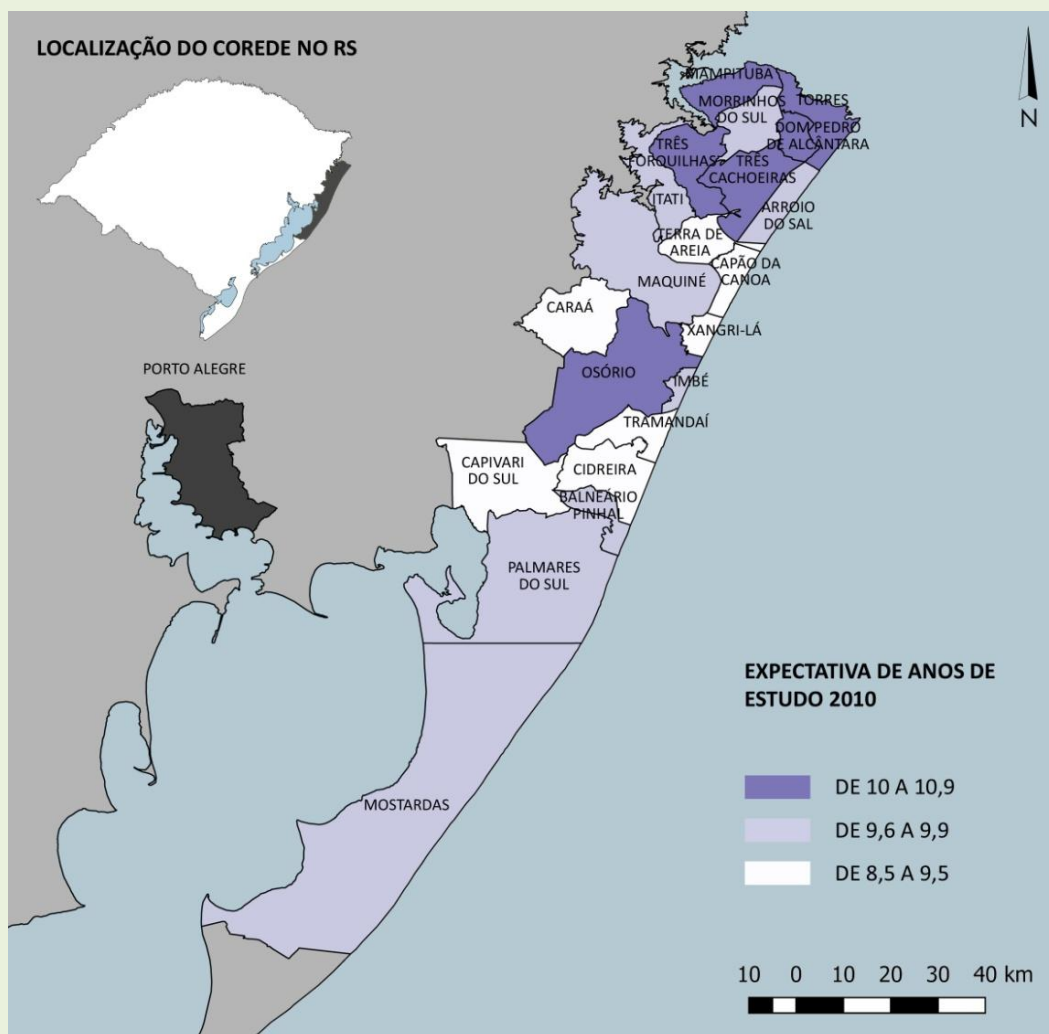 LOCALIZAÇÃO DO COREDE NO RS
N
MAMPITUBA
MORRINHOS
DO SUL
TORRES
DOM PEDRO
DE ALCÂNTARA
TRÊS
FORQUILHAS
TRÊS
CACHOEIRAS
ITATI
ARROIO
DO SAL
TERRA DE
AREIA
CAPÃO DA
CANOA
MAQUINÉ
CARAÁ
XANGRI-LÁ
PORTO ALEGRE
OSÓRIO
IMBÉ
TRAMANDAÍ
CAPIVARI
DO SUL
CIDREIRA
BALNEÁRIO
PINHAL
PALMARES
DO SUL
MOSTARDAS
EXPECTATIVA DE ANOS DE
ESTUDO 2010
DE 10 A 10,9
DE 9,6 A 9,9
DE 8,5 A 9,5
10 0 10 20 30 40 km